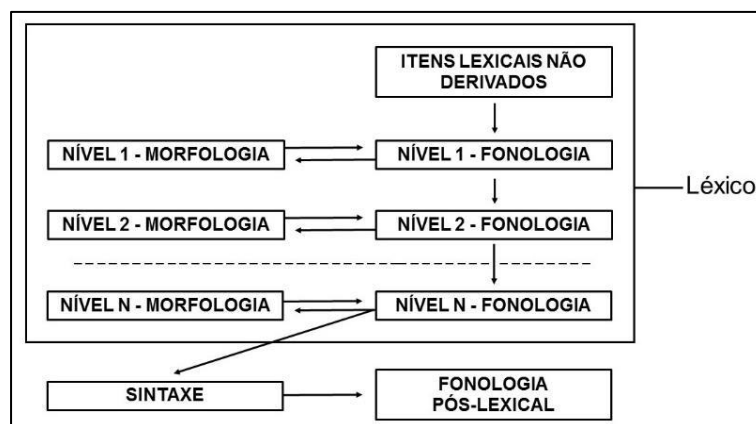 ITENS LEXICAIS NÃO
DERIVADOS
NÍVEL 1 - MORFOLOGIA
NÍVEL 1 - FONOLOGIA
Léxico
NÍVEL 2 - MORFOLOGIA
NÍVEL 2 - FONOLOGIA
NÍVEL N - MORFOLOGIA
NÍVEL N - FONOLOGIA
SINTAXE
FONOLOGIA
PÓS-LEXICAL